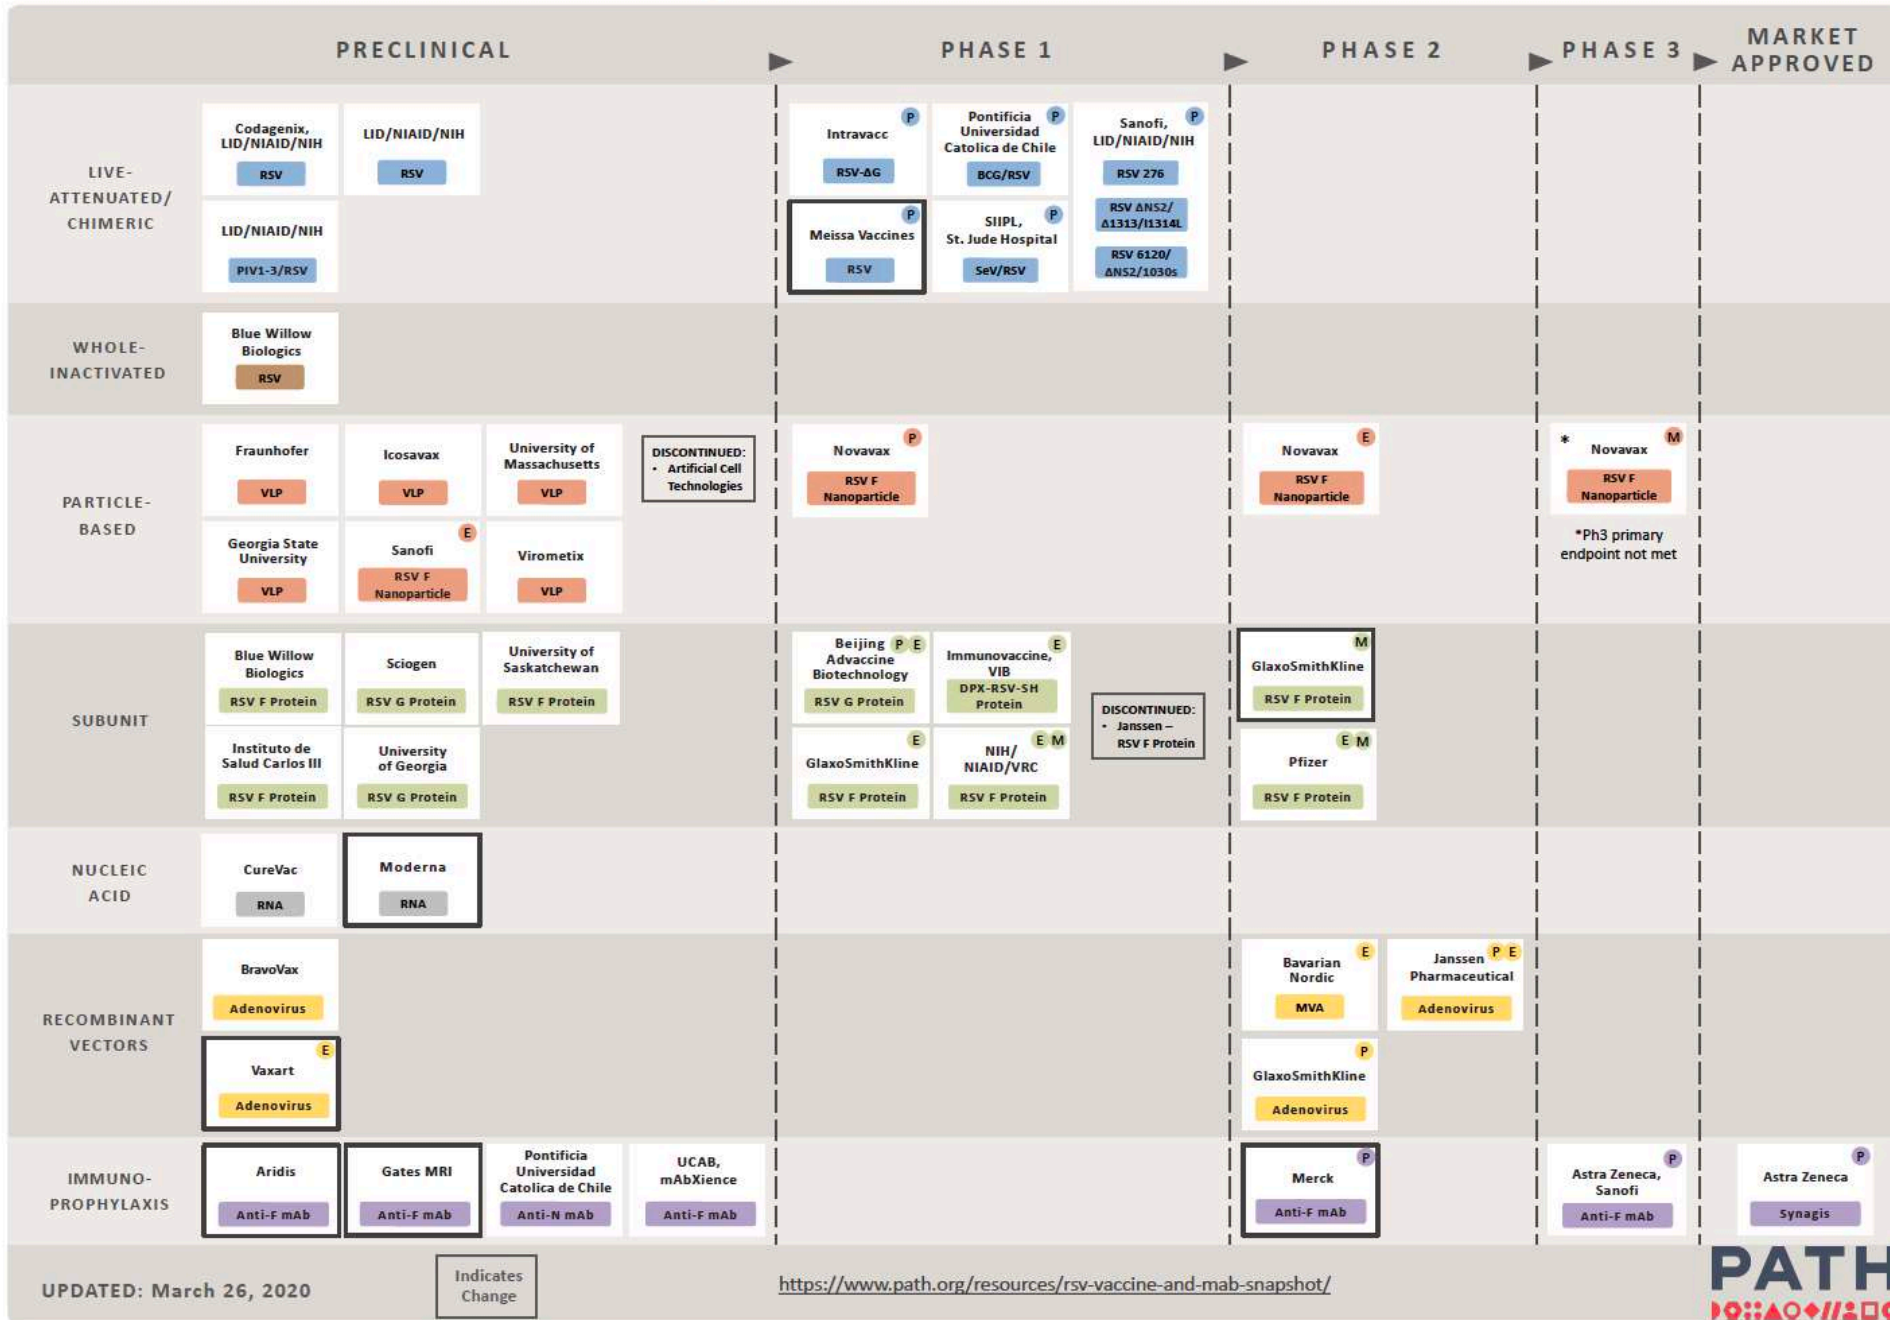 PRECLINICAL
PHASE 1
PHASE 2
PHASE 3
MARKET
APPROVED
LIVE-
ATTENUATED/
CHIMERIC
Codagenix,
LID/NIAID/NIH
RSV
LID/NIAID/NIH
RSV
LID/NIAID/NIH
PIV1-3/RSV
P
Intravacc
RSV-ΔG
Pontificia P
Universidad
Catolica de Chile
BCG/RSV
Sanofi, P
LID/NIAID/NIH
RSV 276
RSV ΔNS2/
Δ1313/I1314L
RSV 6120/
ΔNS2/1030s
P
Meissa Vaccines
RSV
SIIPL, P
St. Jude Hospital
SeV/RSV
WHOLE-
INACTIVATED
Blue Willow
Biologics
RSV
PARTICLE-
BASED
Fraunhofer
VLP
Icosavax
VLP
University of
Massachusetts
VLP
DISCONTINUED:
• Artificial Cell
Technologies
Georgia State
University
VLP
E
Sanofi
RSV F
Nanoparticle
Virometix
VLP
P
Novavax
RSV F
Nanoparticle
E
Novavax
RSV F
Nanoparticle
* M
Novavax
RSV F
Nanoparticle
*Ph3 primary
endpoint not met
SUBUNIT
Blue Willow
Biologics
RSV F Protein
Sciogen
RSV G Protein
University of
Saskatchewan
RSV F Protein
Instituto de
Salud Carlos III
RSV F Protein
University
of Georgia
RSV G Protein
Beijing P E
Advaccine
Biotechnology
RSV G Protein
E
Immunovaccine,
VIB
DPX-RSV-SH
Protein
E
GlaxoSmithKline
RSV F Protein
NIH/ E M
NIAID/VRC
RSV F Protein
DISCONTINUED:
• Janssen –
RSV F Protein
M
GlaxoSmithKline
RSV F Protein
E M
Pfizer
RSV F Protein
NUCLEIC
ACID
CureVac
RNA
Moderna
RNA
RECOMBINANT
VECTORS
BravoVax
Adenovirus
E
Vaxart
Adenovirus
E
Bavarian
Nordic
MVA
Janssen P E
Pharmaceutical
Adenovirus
P
GlaxoSmithKline
Adenovirus
IMMUNO-
PROPHYLAXIS
Aridis
Anti-F mAb
Gates MRI
Anti-F mAb
Pontificia
Universidad
Catolica de Chile
Anti-N mAb
UCAB,
mAbXience
Anti-F mAb
P
Merck
Anti-F mAb
P
Astra Zeneca,
Sanofi
Anti-F mAb
P
Astra Zeneca
Synagis
UPDATED: March 26, 2020
Indicates
Change
https://www.path.org/resources/rsv-vaccine-and-mab-snapshot/
PATH